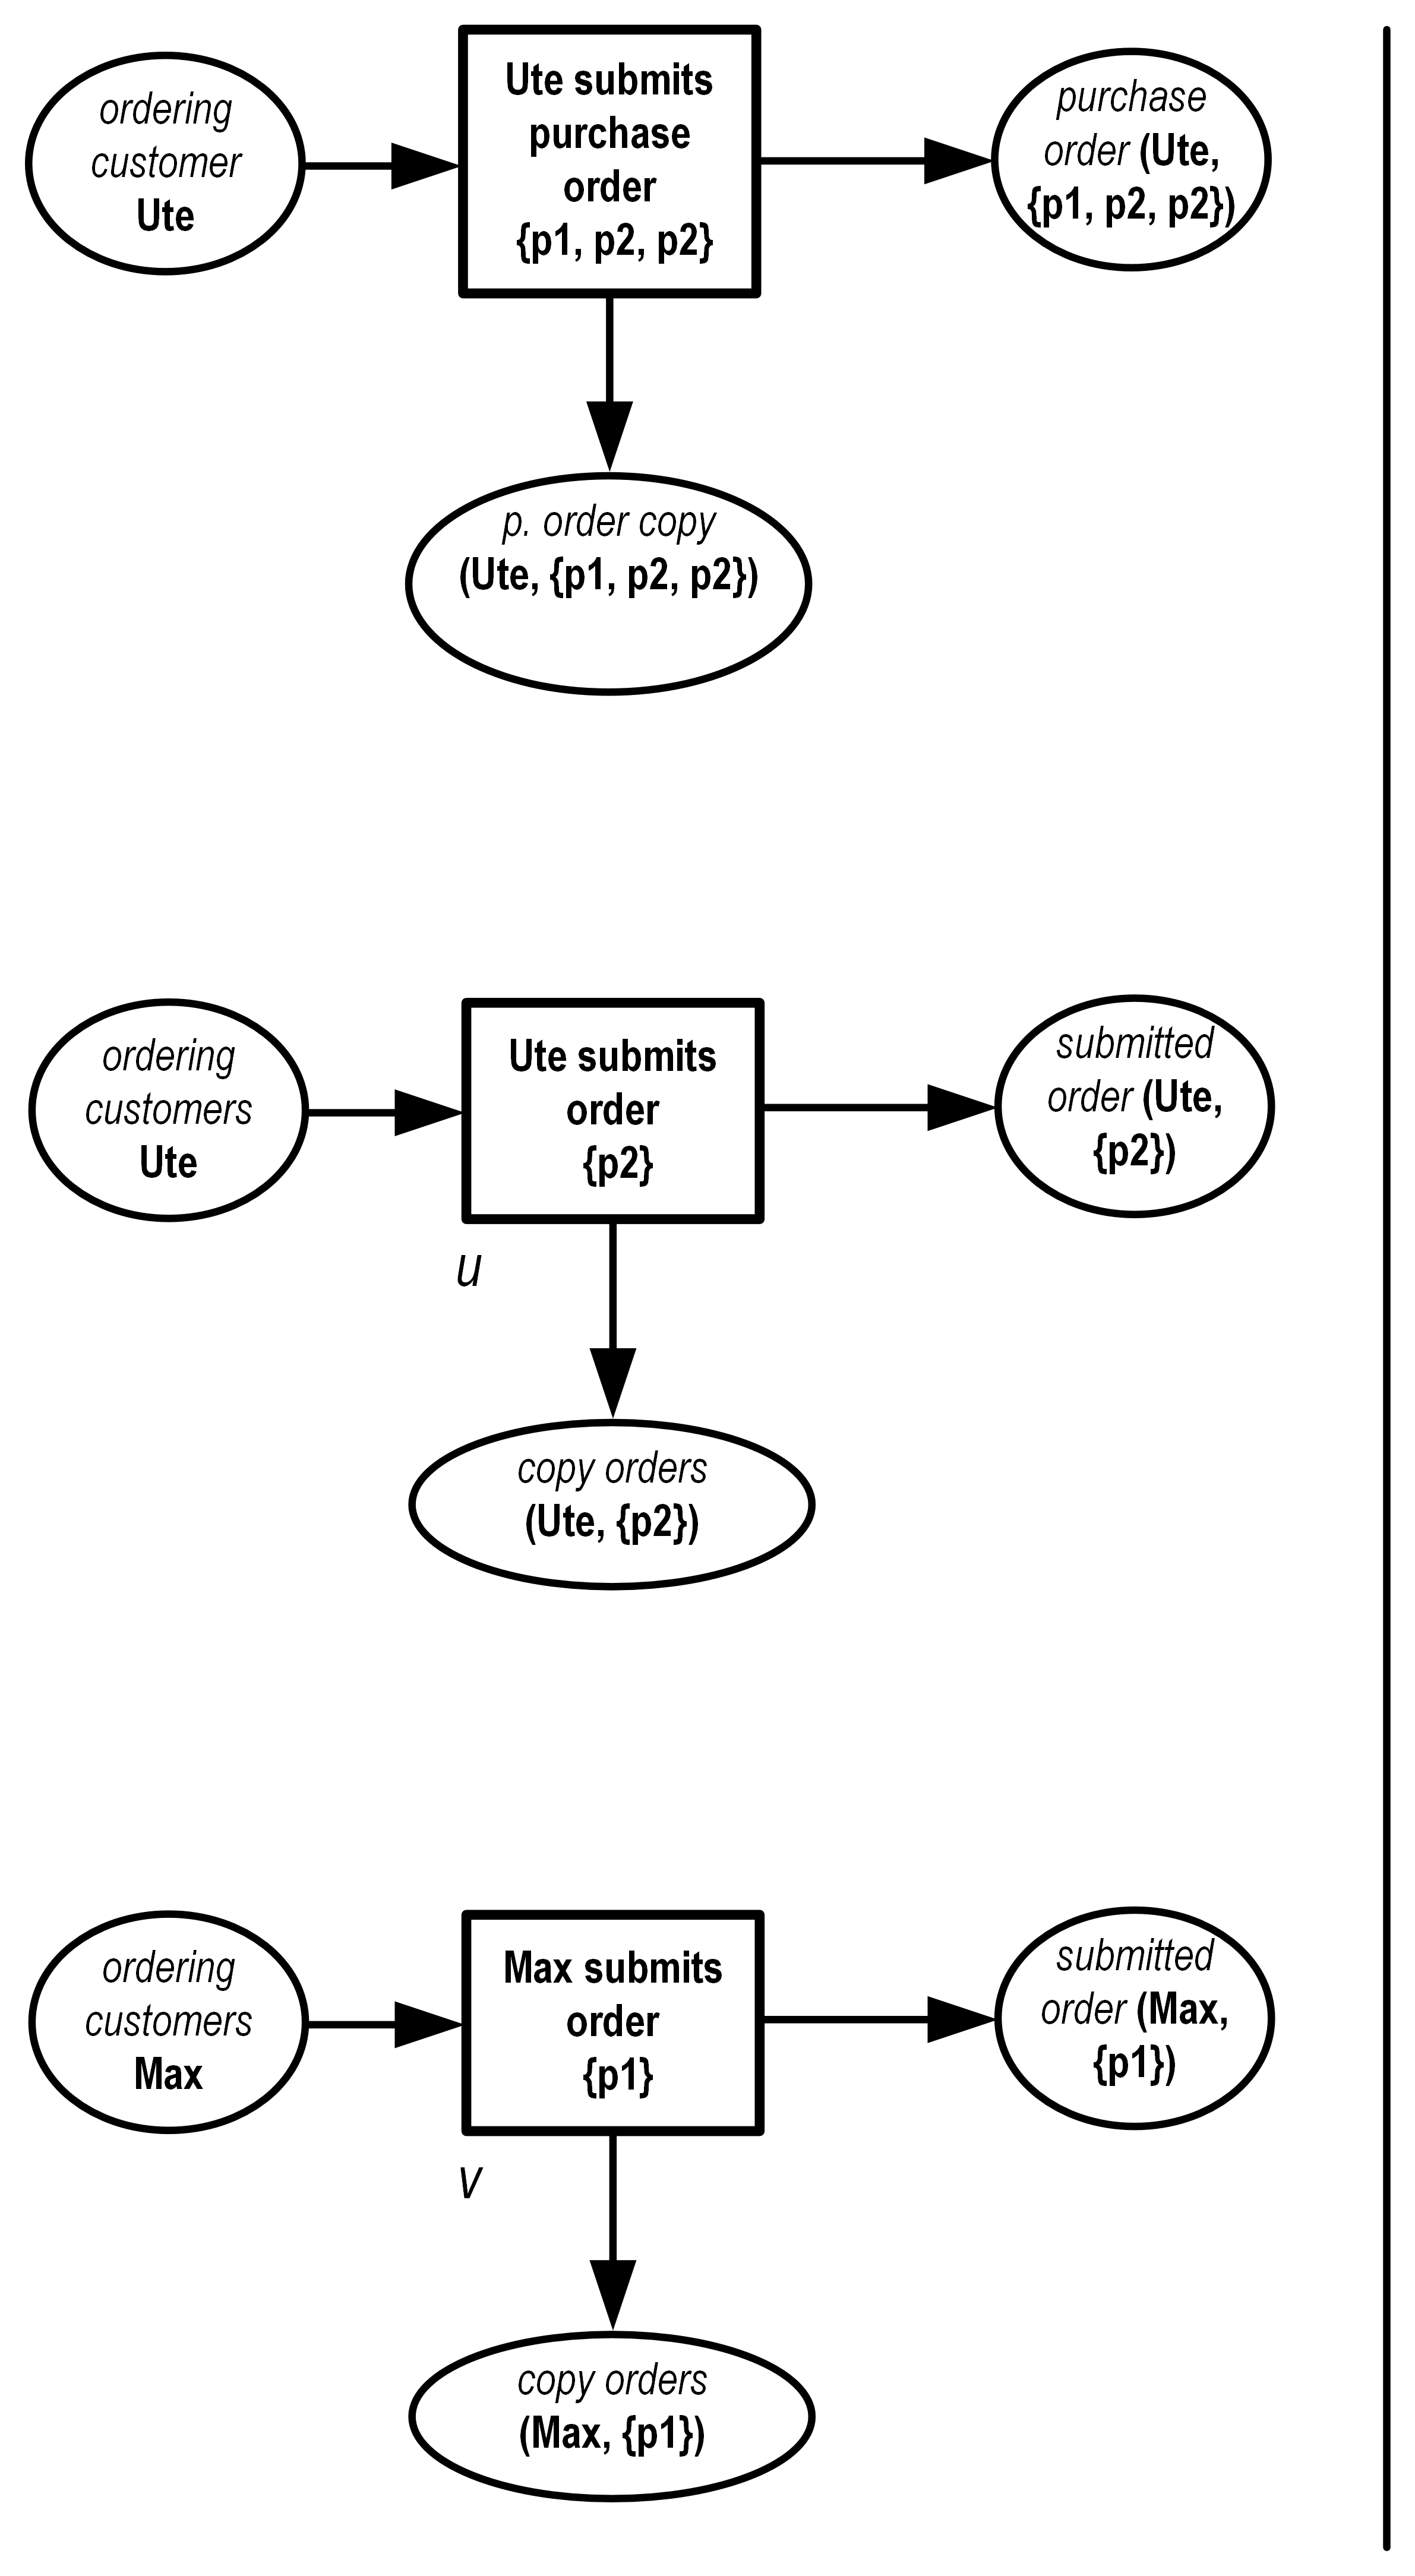 ordering
customer
Ute
Ute submits
purchase
order
{p1, p2, p2}
purchase
order (Ute,
{p1, p2, p2})
p. order copy
(Ute, {p1, p2, p2})
ordering
customers
Ute
Ute submits
order
{p2}
submitted
order (Ute,
{p2})
u
copy orders
(Ute, {p2})
ordering
customers
Max
Max submits
order
{p1}
submitted
order (Max,
{p1})
v
copy orders
(Max, {p1})